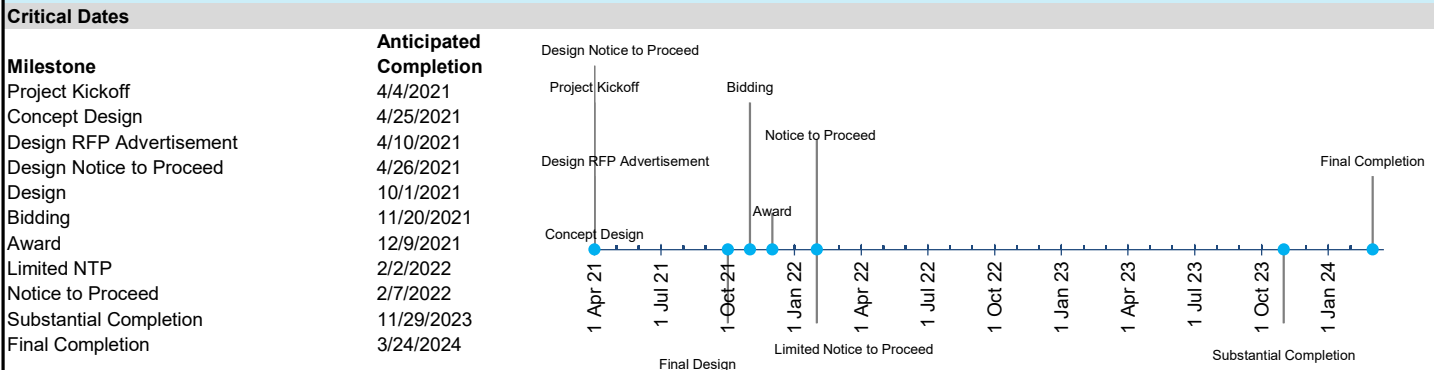 Critical Dates
Milestone Anticipated Completion
Project Kickoff 4/4/2021
Concept Design 4/25/2021
Design RFP Advertisement 4/10/2021
Design Notice to Proceed 4/26/2021
Design 10/1/2021
Bidding 11/20/2021
Award 12/9/2021
Limited NTP 2/2/2022
Notice to Proceed 2/7/2022
Substantial Completion 11/29/2023
Final Completion 3/24/2024
Design Notice to Proceed
Project Kickoff Bidding
Notice to Proceed
Design RFP Advertisement Final Completion
Award
Concept Design
1 Apr 21 1 Jul 21 1 Oct 21 1 Jan 22 1 Apr 22 1 Jul 22 1 Oct 22 1 Jan 23 1 Apr 23 1 Jul 23 1 Oct 23 1 Jan 24
Limited Notice to Proceed
Substantial Completion
Final Design